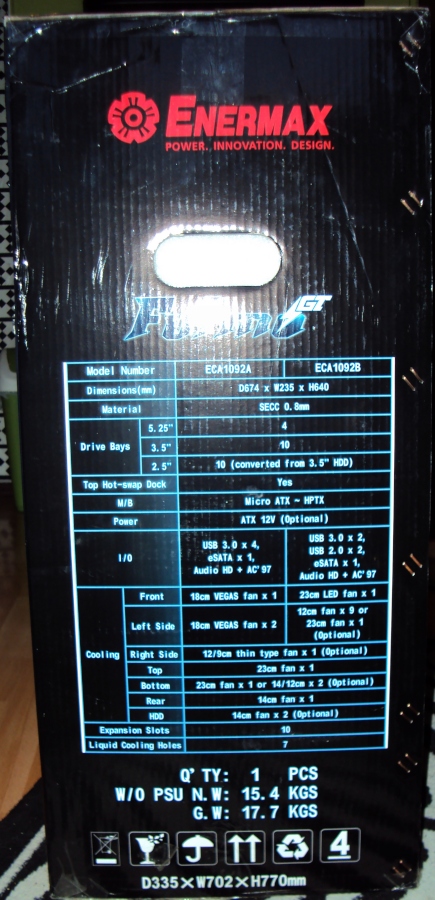 ENERMAX
POWER. INNOVATION. DESIGN.
GT
Model Number ECA1092A ECA1092B
Dimensions(mm) D674 x W235 x H640
Material SECC 0.8mm
Drive Bays
5.25" 4
3.5" 10
2.5" 10 (converted from 3.5" HDD)
Top Hot-swap Dock Yes
M/B Micro ATX ~ HPTX
Power ATX 12V (Optional)
I/O
USB 3.0 x 4,
eSATA x 1,
Audio HD + AC'97
USB 3.0 x 2,
USB 2.0 x 2,
eSATA x 1,
Audio HD + AC'97
Cooling
Front 18cm VEGAS fan x 1 23cm LED fan x 1
Left Side 18cm VEGAS fan x 2
12cm fan x 9 or
23cm fan x 1
(Optional)
Right Side 12/9cm thin type fan x 1 (Optional)
Top 23cm fan x 1
Bottom 23cm fan x 1 or 14/12cm x 2 (Optional)
Rear 14cm fan x 1
HDD 14cm fan x 2 (Optional)
Expansion Slots 10
Liquid Cooling Holes 7
Q'TY: 1 PCS
W/O PSU N.W: 15.4 KGS
G.W: 17.7 KGS
4
D335×W702×H770mm